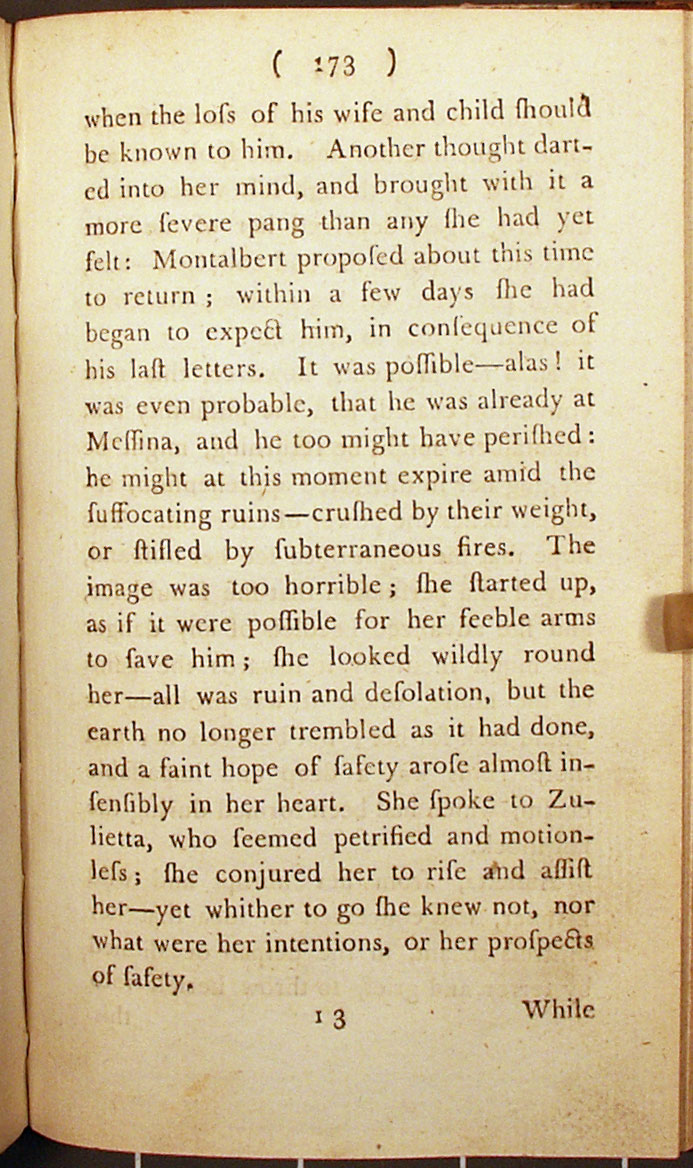 ( 173 )
when the loſs of his wife and child ſhould
be known to him. Another thought dart-
ed into her mind, and brought with it a
more ſevere pang than any ſhe had yet
felt: Montalbert propoſed about this time
to return ; within a few days ſhe had
began to expect him, in conſequence of
his laſt letters. It was poſſible—alas! it
was even probable, that he was already at
Meſſina, and he too might have periſhed:
he might at this moment expire amid the
ſuffocating ruins—cruſhed by their weight,
or ſtifled by ſubterraneous fires. The
image was too horrible; ſhe ſtarted up,
as if it were poſſible for her feeble arms
to ſave him; ſhe looked wildly round
her—all was ruin and deſolation, but the
earth no longer trembled as it had done,
and a faint hope of ſafety aroſe almoſt in-
ſenſibly in her heart. She ſpoke to Zu-
lietta, who ſeemed petrified and motion-
leſs; ſhe conjured her to riſe and aſſiſt
her—yet whither to go ſhe knew not, nor
what were her intentions, or her proſpects
of ſafety.
I 3 While